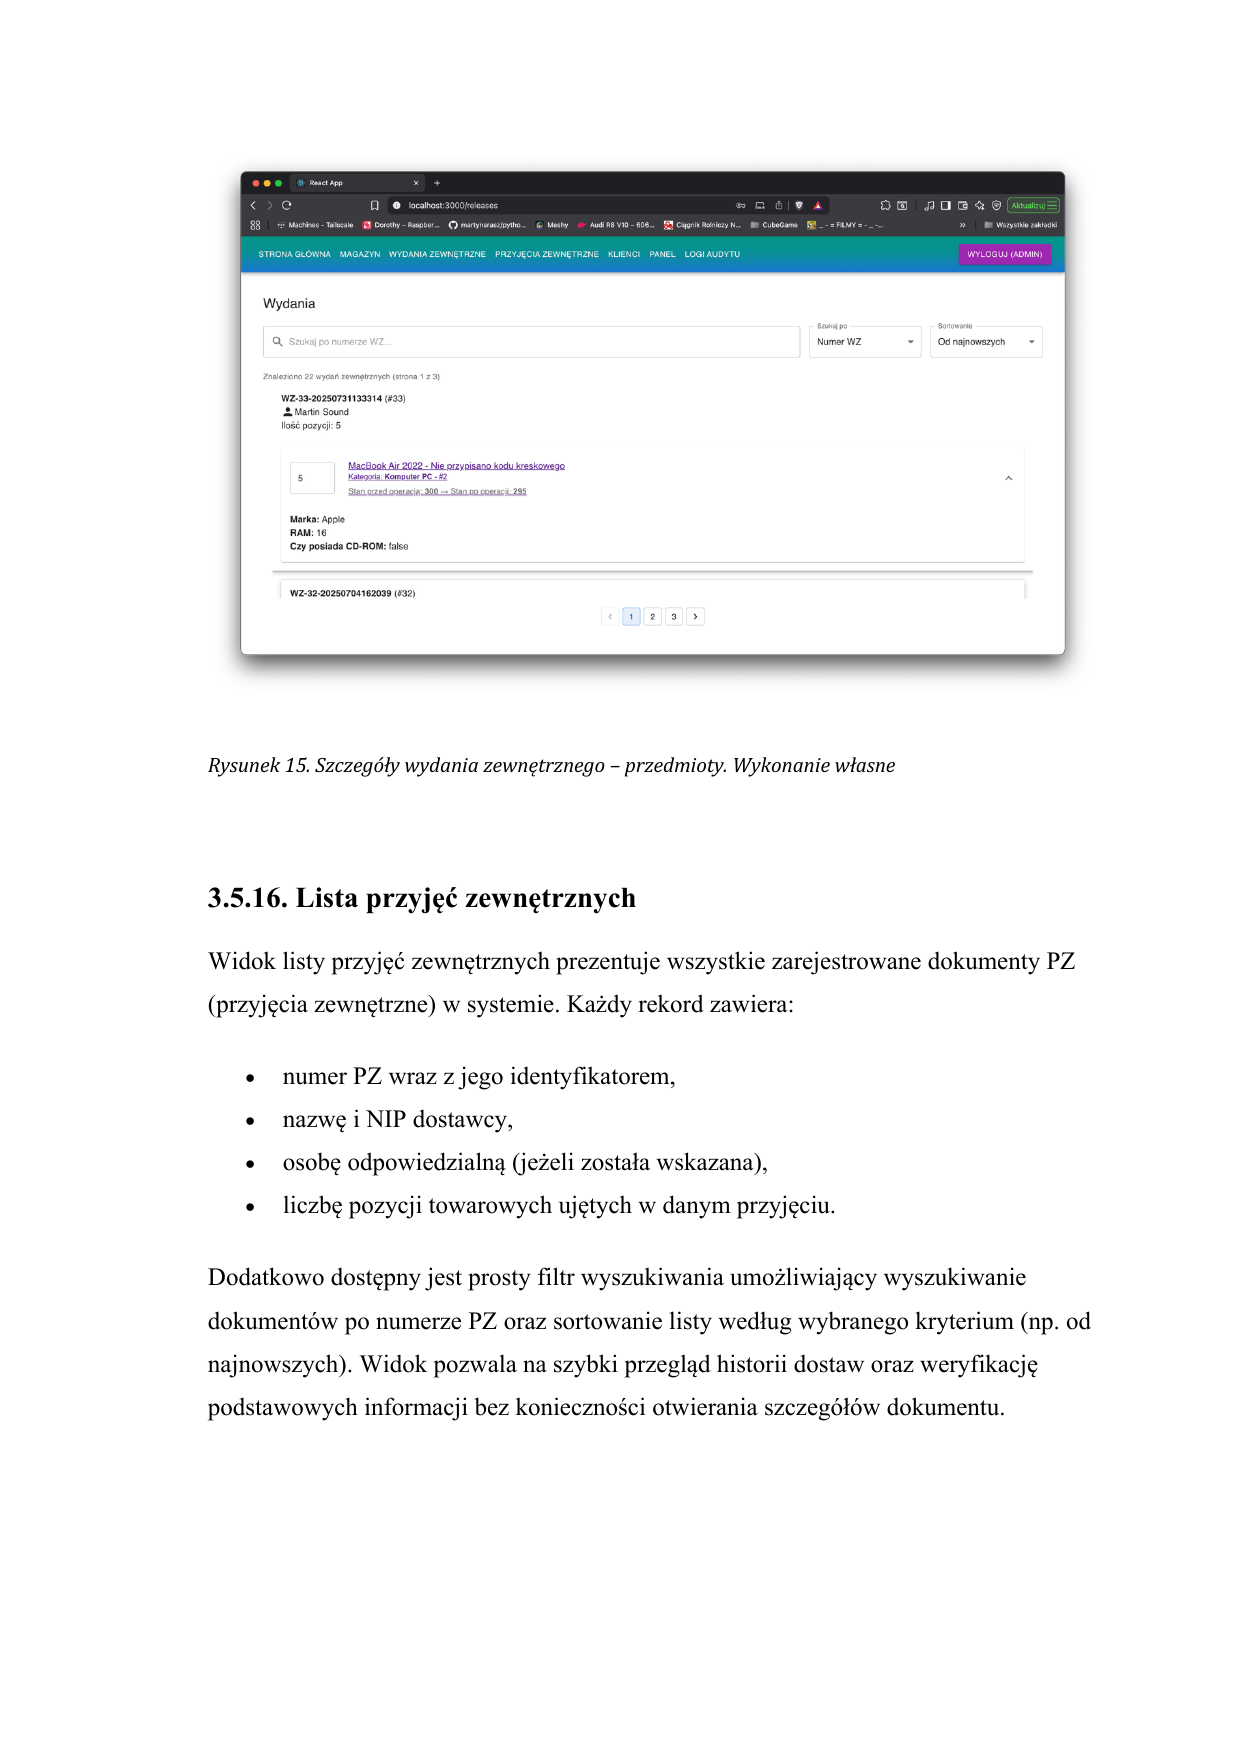 React App
localhost:3000/releases
Aktualizuj
Machines – Tailscale Dorothy – Raspber... martynarasz/pytho... Meshy Audi R8 V10 – 606... Ciągnik Rolniczy N... CubeGame _ - = FILMY = - _ -... » Wszystkie zakładki
STRONA GŁÓWNA MAGAZYN WYDANIA ZEWNĘTRZNE PRZYJĘCIA ZEWNĘTRZNE KLIENCI PANEL LOGI AUDYTU WYLOGUJ (ADMIN)
Wydania
Szukaj po Sortowanie
Szukaj po numerze WZ... Numer WZ Od najnowszych
Znaleziono 22 wydań zewnętrznych (strona 1 z 3)
WZ-33-20250731133314 (#33)
Martin Sound
Ilość pozycji: 5
MacBook Air 2022 - Nie przypisano kodu kreskowego
5 Kategoria: Komputer PC - #2
Stan przed operacją: 300 → Stan po operacji: 295
Marka: Apple
RAM: 16
Czy posiada CD-ROM: false
WZ-32-20250704162039 (#32)
1 2 3
Rysunek 15. Szczegóły wydania zewnętrznego – przedmioty. Wykonanie własne
3.5.16. Lista przyjęć zewnętrznych
Widok listy przyjęć zewnętrznych prezentuje wszystkie zarejestrowane dokumenty PZ
(przyjęcia zewnętrzne) w systemie. Każdy rekord zawiera:
• numer PZ wraz z jego identyfikatorem,
• nazwę i NIP dostawcy,
• osobę odpowiedzialną (jeżeli została wskazana),
• liczbę pozycji towarowych ujętych w danym przyjęciu.
Dodatkowo dostępny jest prosty filtr wyszukiwania umożliwiający wyszukiwanie
dokumentów po numerze PZ oraz sortowanie listy według wybranego kryterium (np. od
najnowszych). Widok pozwala na szybki przegląd historii dostaw oraz weryfikację
podstawowych informacji bez konieczności otwierania szczegółów dokumentu.